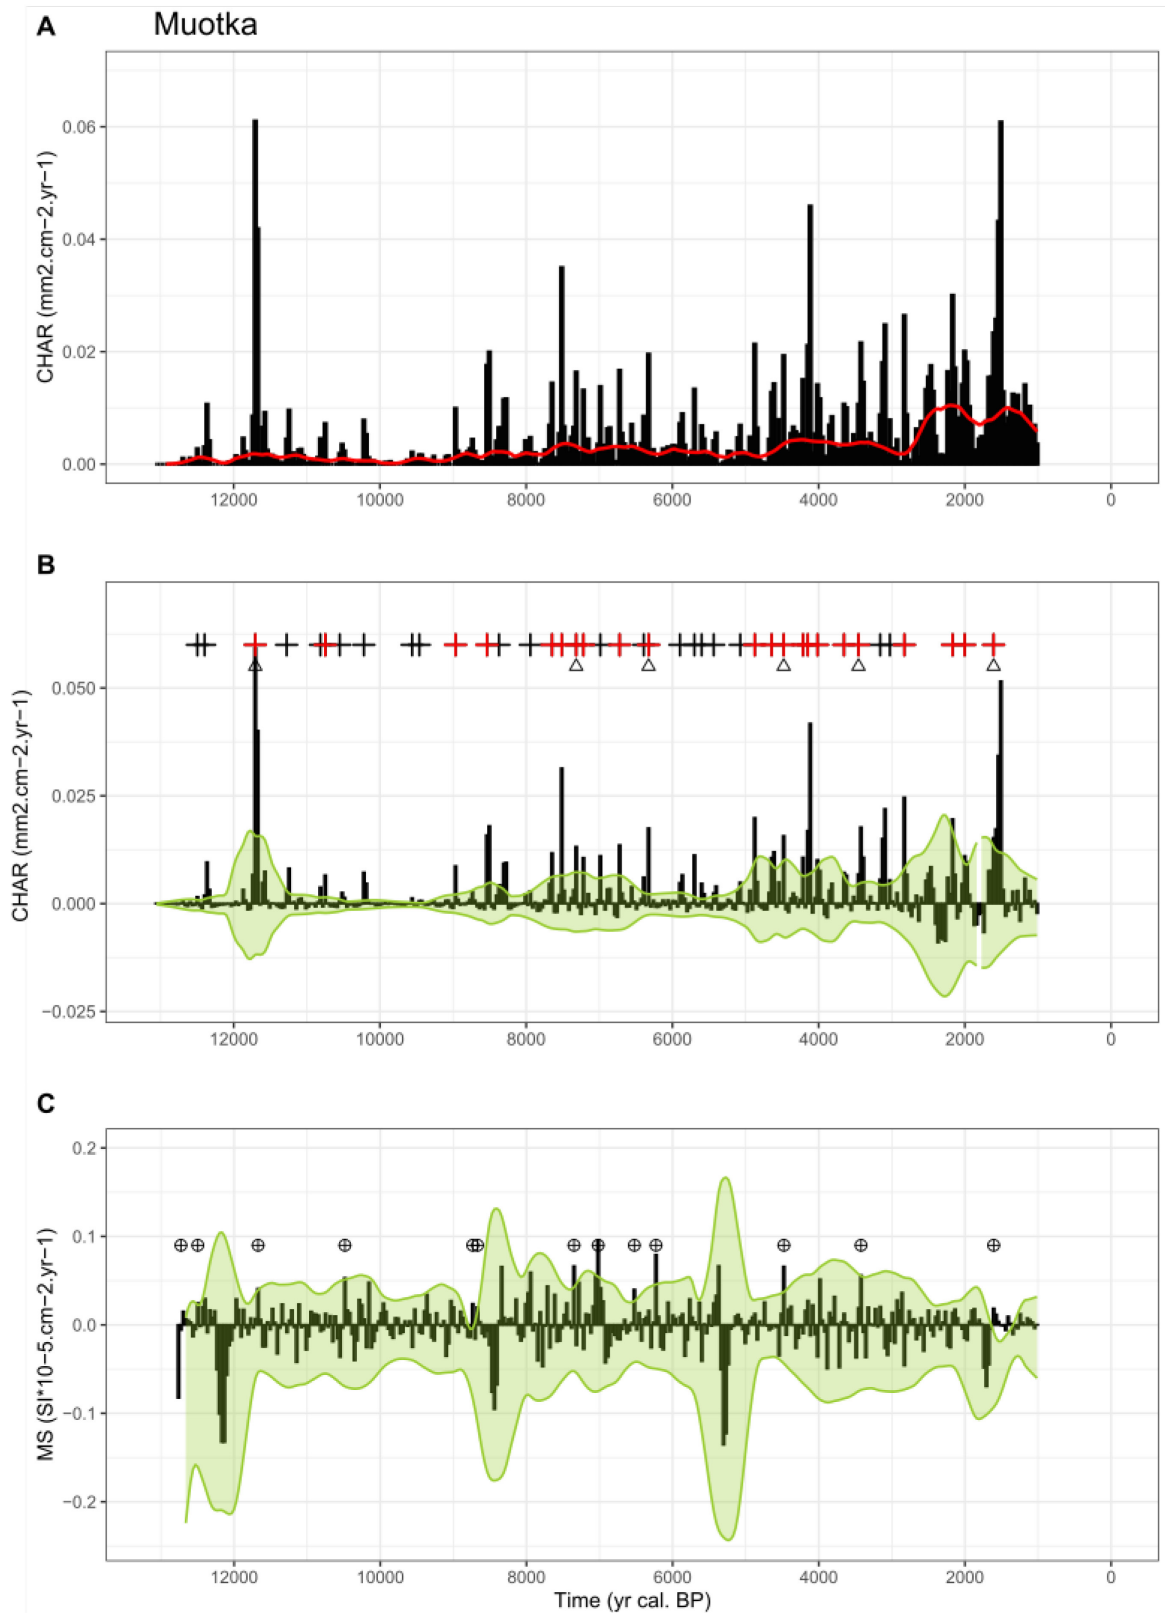 A Muotka
CHAR (mm2.cm−2.yr−1)
0.06
0.04
0.02
0.00
12000 10000 8000 6000 4000 2000 0
B
CHAR (mm2.cm−2.yr−1)
0.050
0.025
0.000
−0.025
12000 10000 8000 6000 4000 2000 0
C
MS (SI*10−5.cm−2.yr−1)
0.2
0.1
0.0
−0.1
−0.2
12000 10000 8000 6000 4000 2000 0
Time (yr cal. BP)